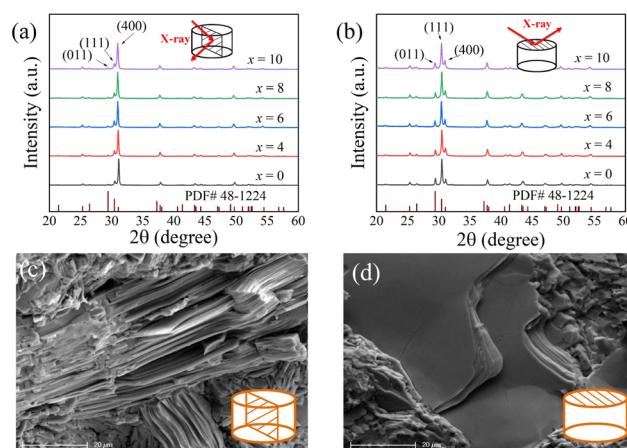 (a)
X-ray
(400)
(111)
(011)
x = 10
x = 8
x = 6
x = 4
x = 0
PDF# 48-1224
Intensity (a.u.)
20 25 30 35 40 45 50 55 60
2θ (degree)
(b)
X-ray
(111)
(011)
(400)
x = 10
x = 8
x = 6
x = 4
x = 0
PDF# 48-1224
Intensity (a.u.)
20 25 30 35 40 45 50 55 60
2θ (degree)
(c)
20 μm
(d)
20 μm